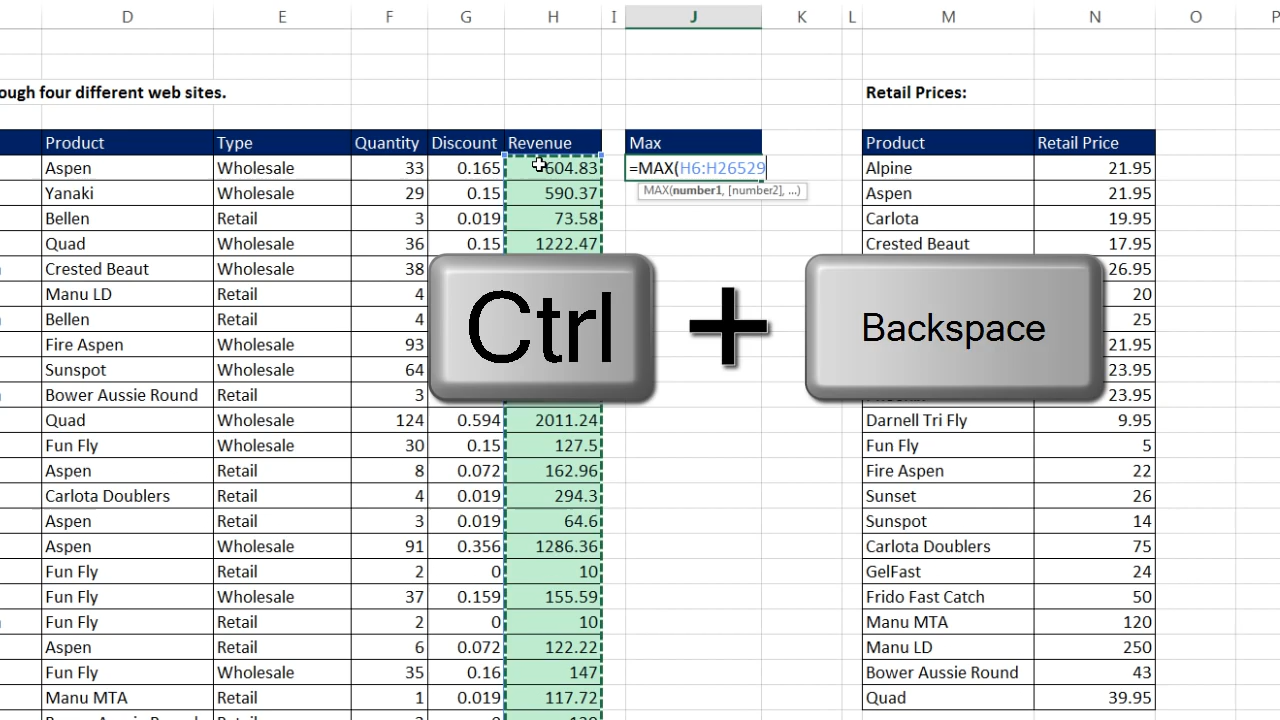 D E F G H I J K L M N O P
ough four different web sites. Retail Prices:
Product Type Quantity Discount Revenue Max Product Retail Price
Aspen Wholesale 33 0.165 604.83 =MAX(H6:H26529 Alpine 21.95
Yanaki Wholesale 29 0.15 590.37 MAX(number1, [number2], ...) Aspen 21.95
Bellen Retail 3 0.019 73.58 Carlota 19.95
Quad Wholesale 36 0.15 1222.47 Crested Beaut 17.95
Crested Beaut Wholesale 38 26.95
Manu LD Retail 4 20
Bellen Retail 4 25
Fire Aspen Wholesale 93 21.95
Sunspot Wholesale 64 23.95
Bower Aussie Round Retail 3 23.95
Ctrl + Backspace
Quad Wholesale 124 0.594 2011.24 Darnell Tri Fly 9.95
Fun Fly Wholesale 30 0.15 127.5 Fun Fly 5
Aspen Retail 8 0.072 162.96 Fire Aspen 22
Carlota Doublers Retail 4 0.019 294.3 Sunset 26
Aspen Retail 3 0.019 64.6 Sunspot 14
Aspen Wholesale 91 0.356 1286.36 Carlota Doublers 75
Fun Fly Retail 2 0 10 GelFast 24
Fun Fly Wholesale 37 0.159 155.59 Frido Fast Catch 50
Fun Fly Retail 2 0 10 Manu MTA 120
Aspen Retail 6 0.072 122.22 Manu LD 250
Fun Fly Wholesale 35 0.16 147 Bower Aussie Round 43
Manu MTA Retail 1 0.019 117.72 Quad 39.95